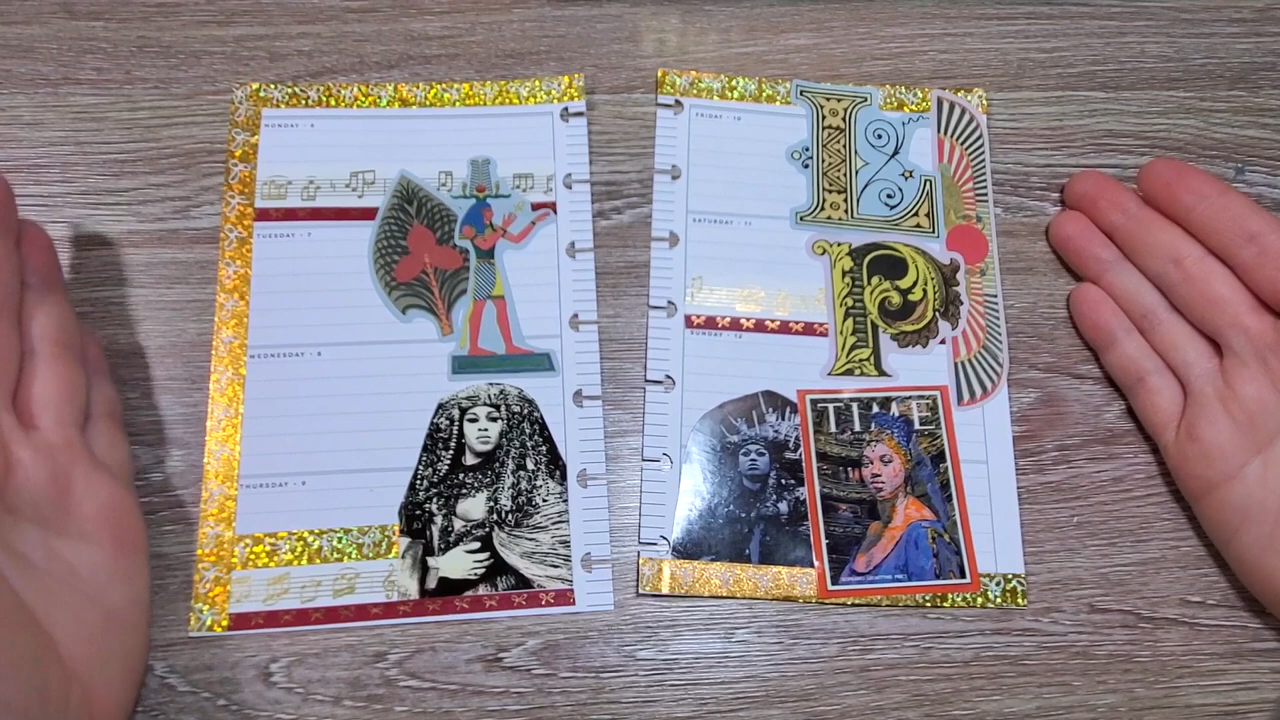 MONDAY • 6
TUESDAY • 7
WEDNESDAY • 8
THURSDAY • 9
FRIDAY • 10
SATURDAY • 11
SUNDAY • 12
L
P
TIME